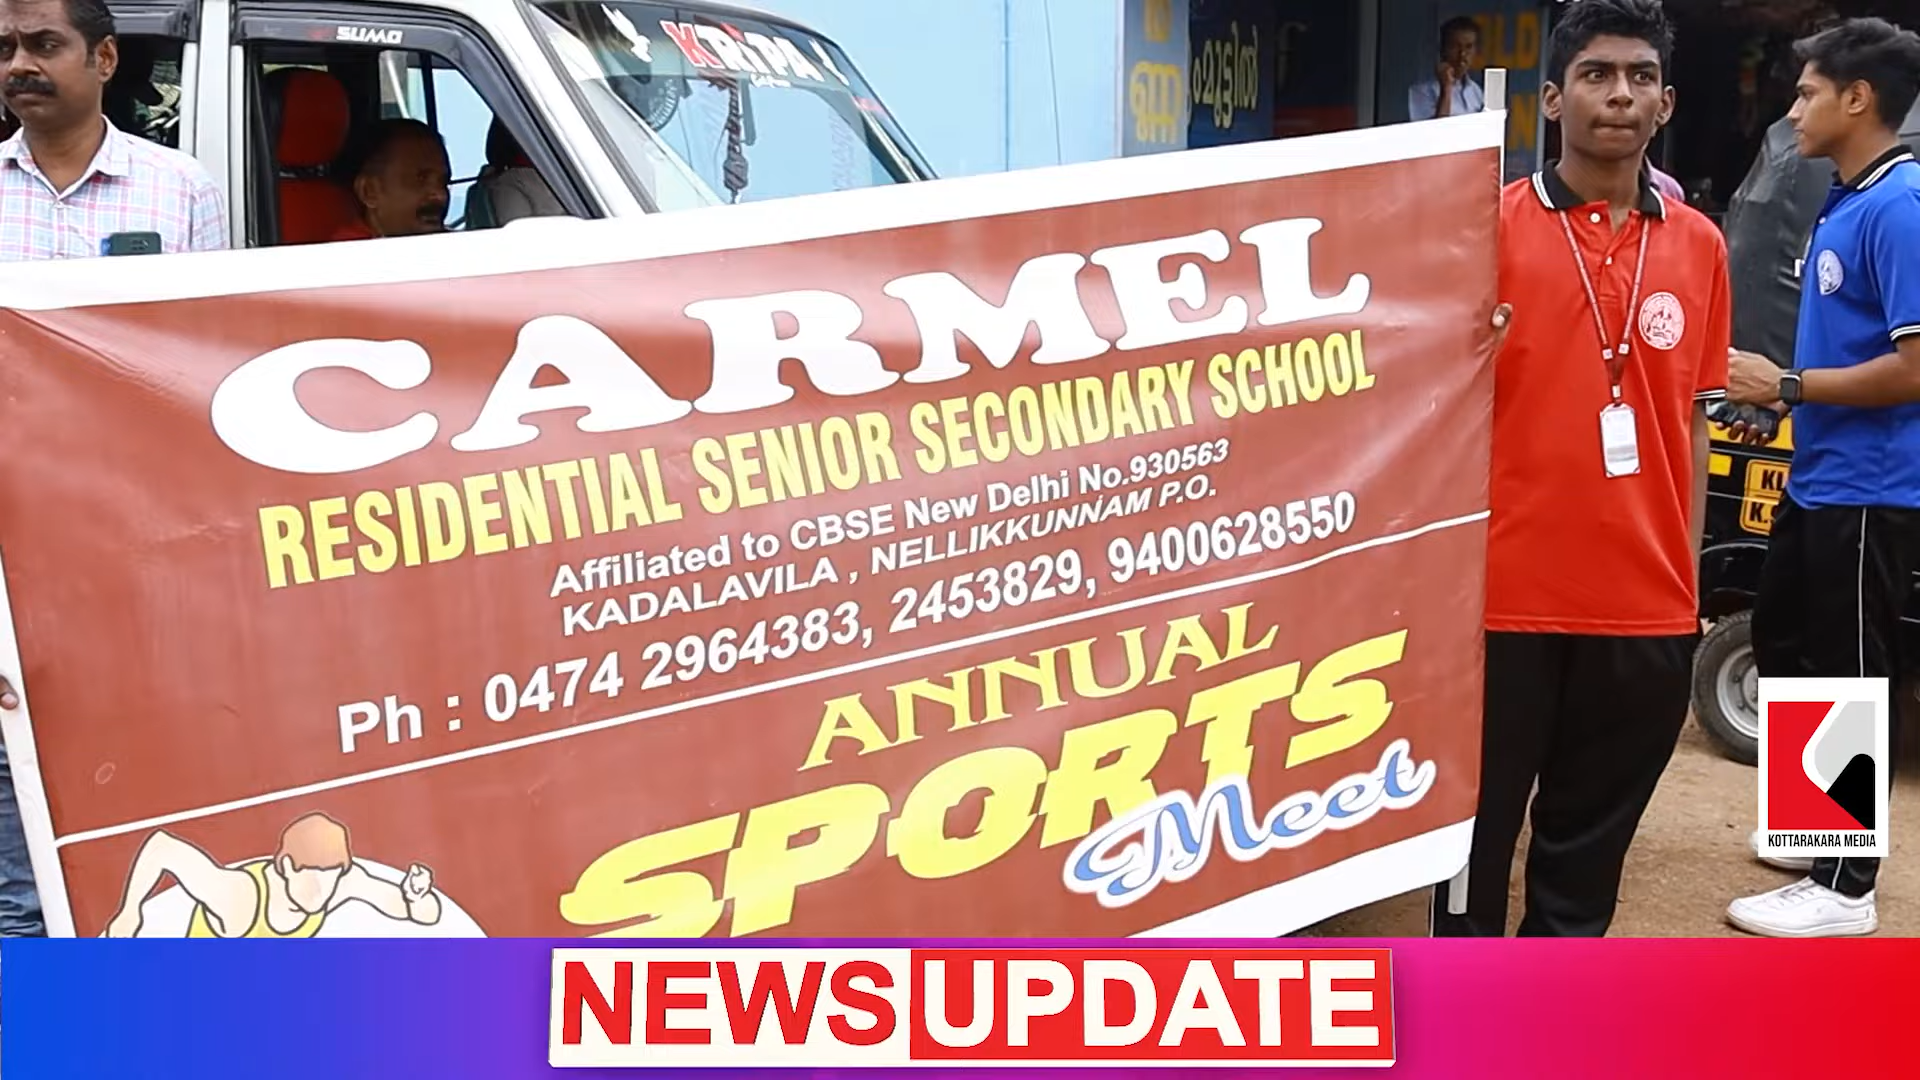 SUMO
KRIPA
മുട്ടിൽ
CARMEL
RESIDENTIAL SENIOR SECONDARY SCHOOL
Affiliated to CBSE New Delhi No.930563
KADALAVILA , NELLIKKUNNAM P.O.
Ph : 0474 2964383, 2453829, 9400628550
ANNUAL
SPORTS
Meet
KL
KOTTARAKARA MEDIA
NEWS UPDATE